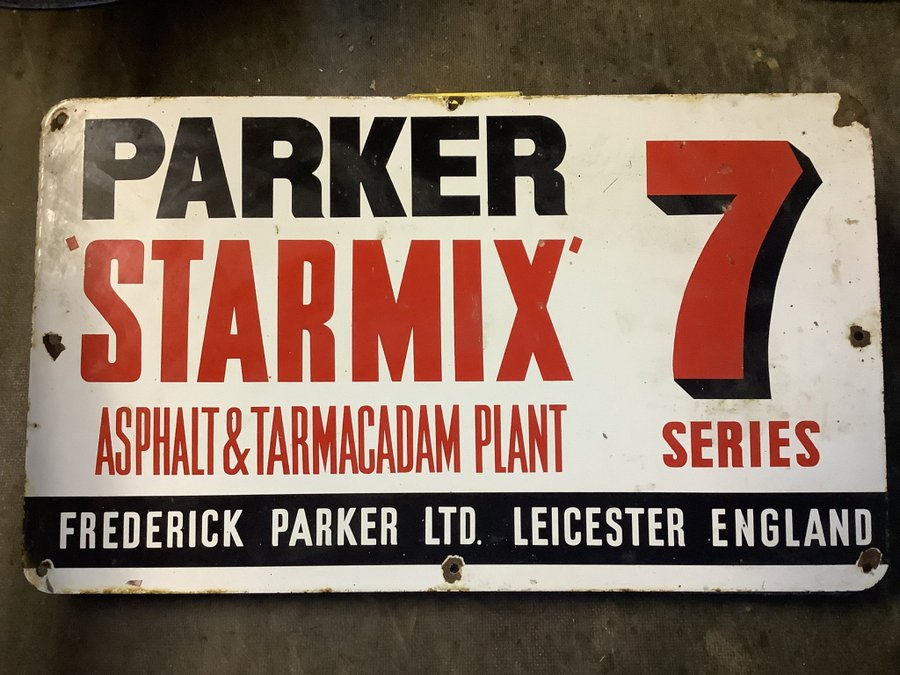 PARKER
'STARMIX'
ASPHALT & TARMACADAM PLANT
7
SERIES
FREDERICK PARKER LTD. LEICESTER ENGLAND